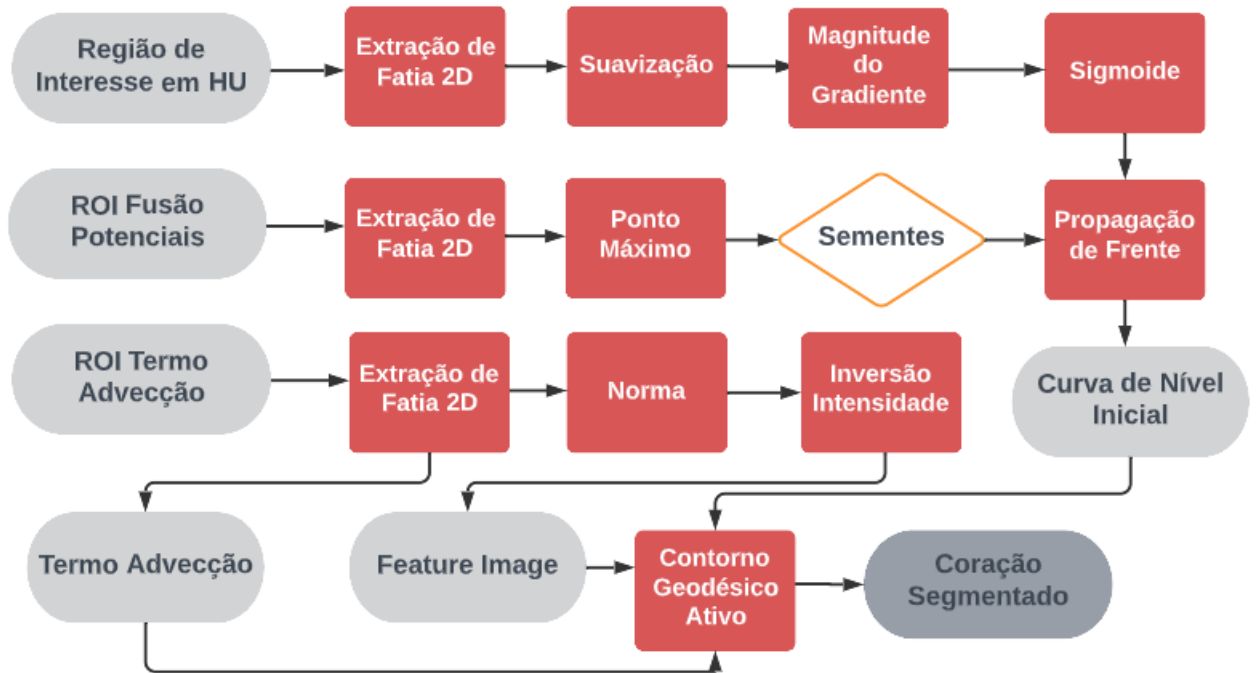 Região de
Interesse em HU
Extração de
Fatia 2D
Suavização
Magnitude
do
Gradiente
Sigmoide
ROI Fusão
Potenciais
Extração de
Fatia 2D
Ponto
Máximo
Sementes
Propagação
de Frente
ROI Termo
Advecção
Extração de
Fatia 2D
Norma
Inversão
Intensidade
Curva de Nível
Inicial
Termo Advecção
Feature Image
Contorno
Geodésico
Ativo
Coração
Segmentado